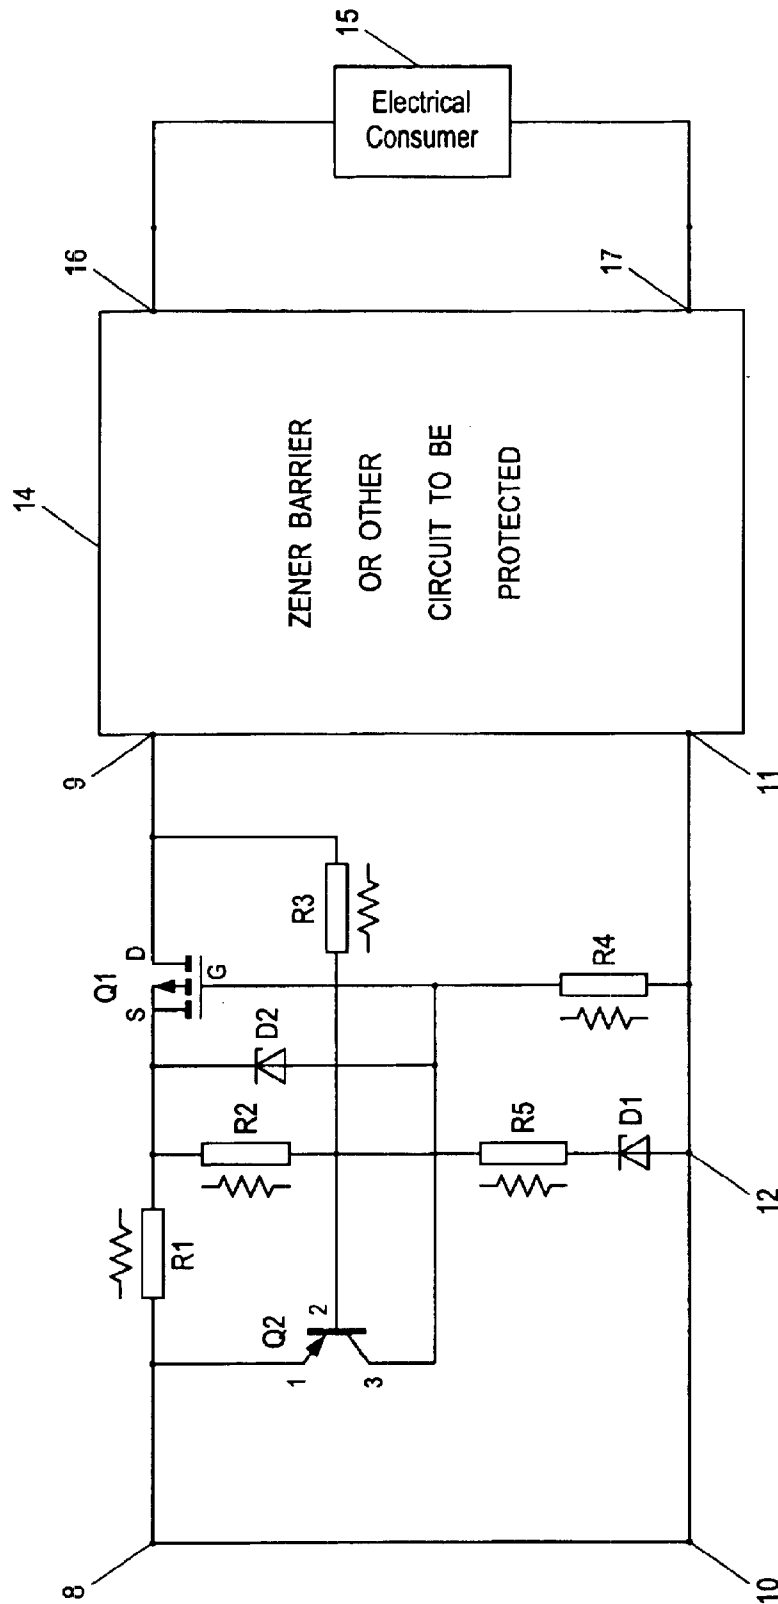 8
10
1
2
3
Q2
R1
R2
D2
R5
D1
12
S
Q1
D
G
R3
R4
9
11
14
ZENER BARRIER
OR OTHER
CIRCUIT TO BE
PROTECTED
16
17
Electrical
Consumer
15